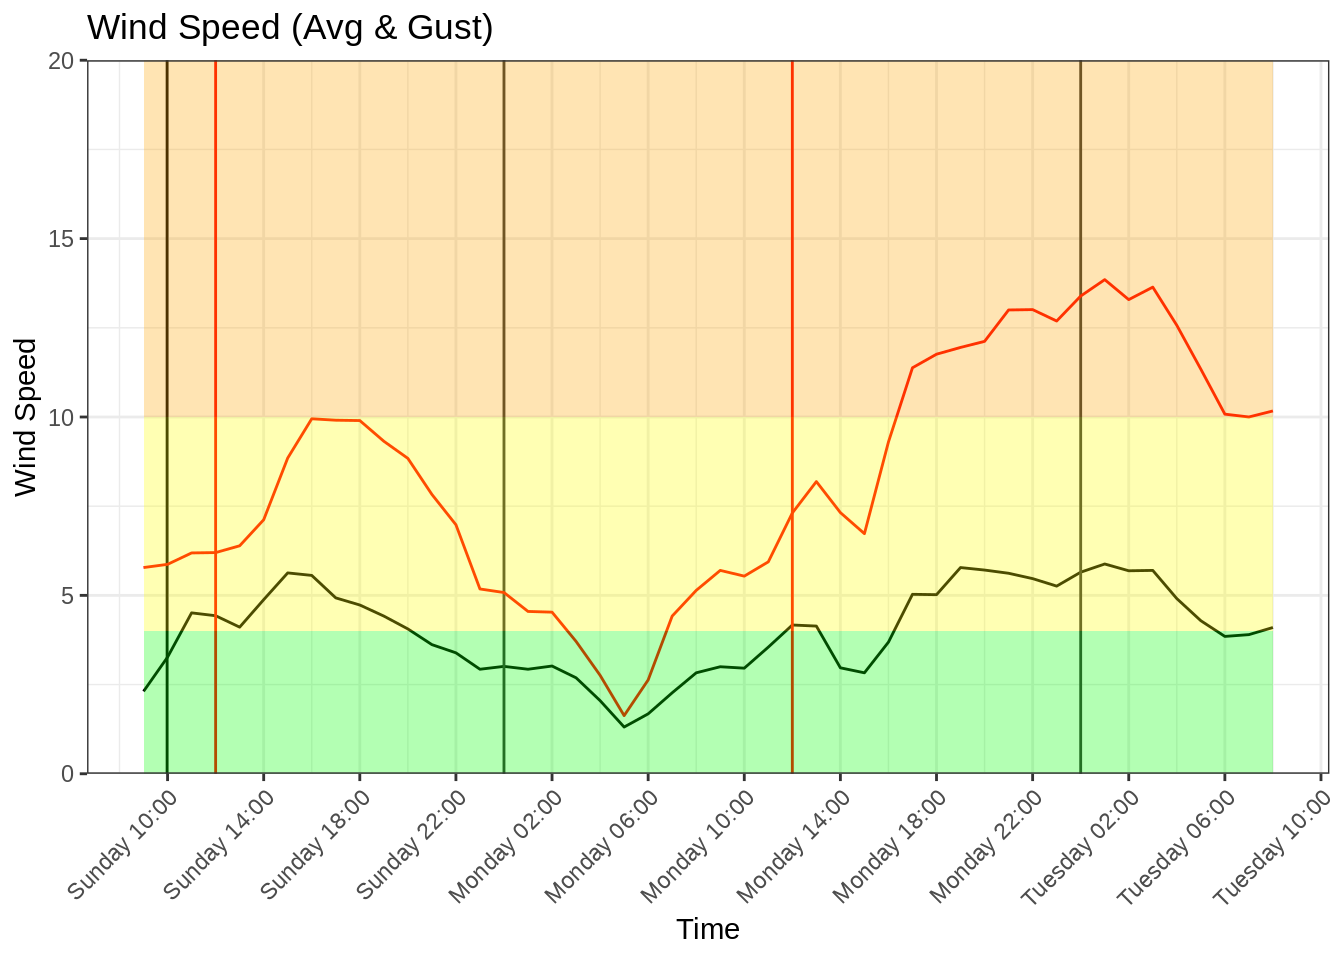 Wind Speed (Avg & Gust)
20
15
10
5
0
Wind Speed
Sunday 10:00
Sunday 14:00
Sunday 18:00
Sunday 22:00
Monday 02:00
Monday 06:00
Monday 10:00
Monday 14:00
Monday 18:00
Monday 22:00
Tuesday 02:00
Tuesday 06:00
Tuesday 10:00
Time